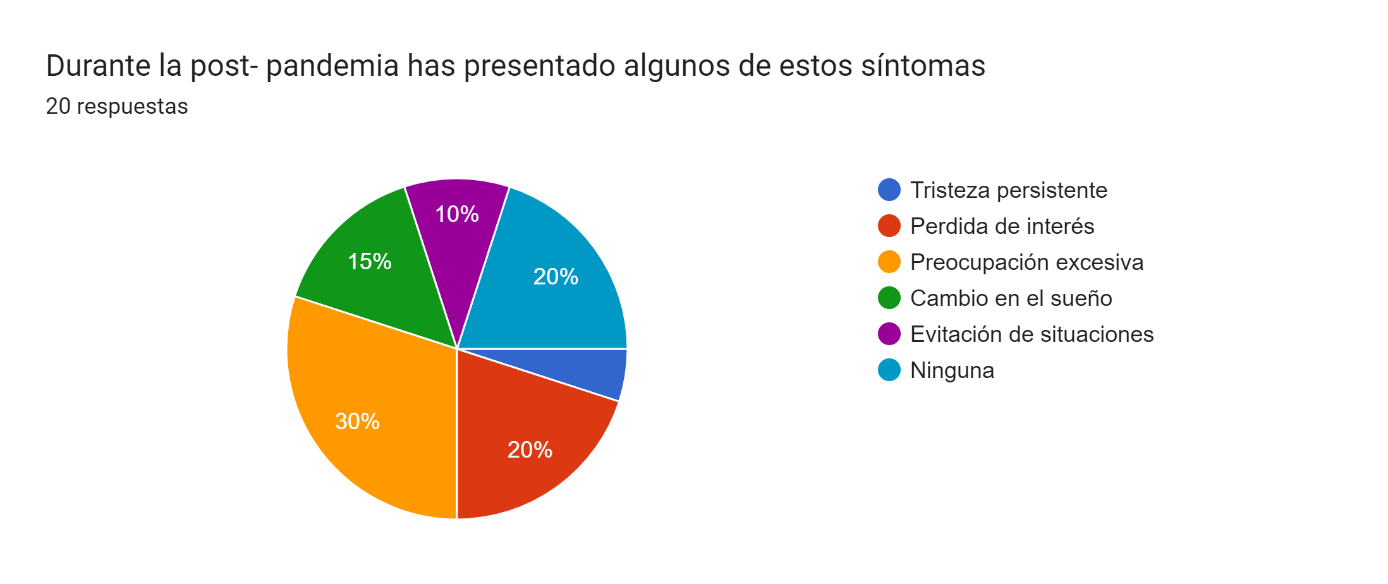 Durante la post- pandemia has presentado algunos de estos síntomas
20 respuestas
10%
20%
15%
30%
20%
Tristeza persistente
Perdida de interés
Preocupación excesiva
Cambio en el sueño
Evitación de situaciones
Ninguna